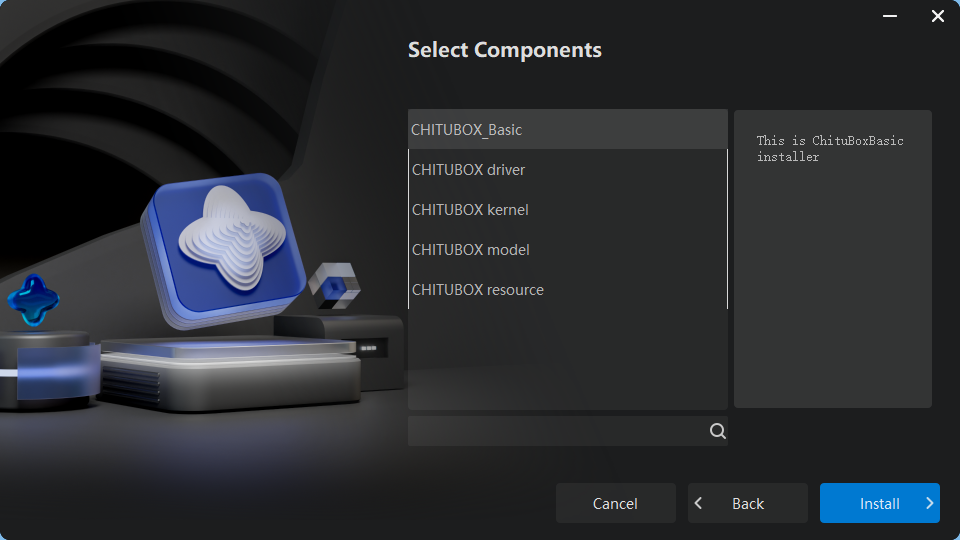 Select Components
CHITUBOX_Basic
CHITUBOX driver
CHITUBOX kernel
CHITUBOX model
CHITUBOX resource
This is ChituBoxBasic
installer
Cancel
Back
Install